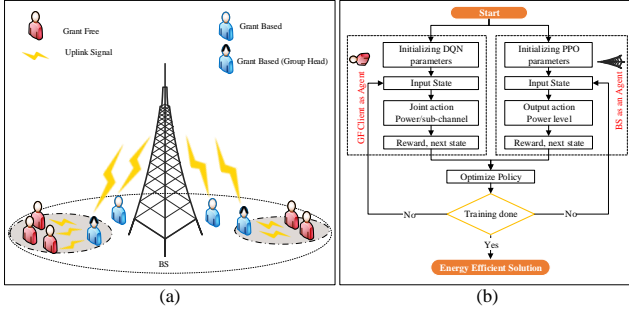 Grant Free
Uplink Signal
Grant Based
Grant Based (Group Head)
BS
(a)
Start
GF Client as Agent
Initializing DQN
parameters
Input State
Joint action
Power/sub-channel
Reward, next state
Initializing PPO
parameters
Input State
Output action
Power level
Reward, next state
BS as an Agent
Optimize Policy
Training done
No
No
Yes
Energy Efficient Solution
(b)